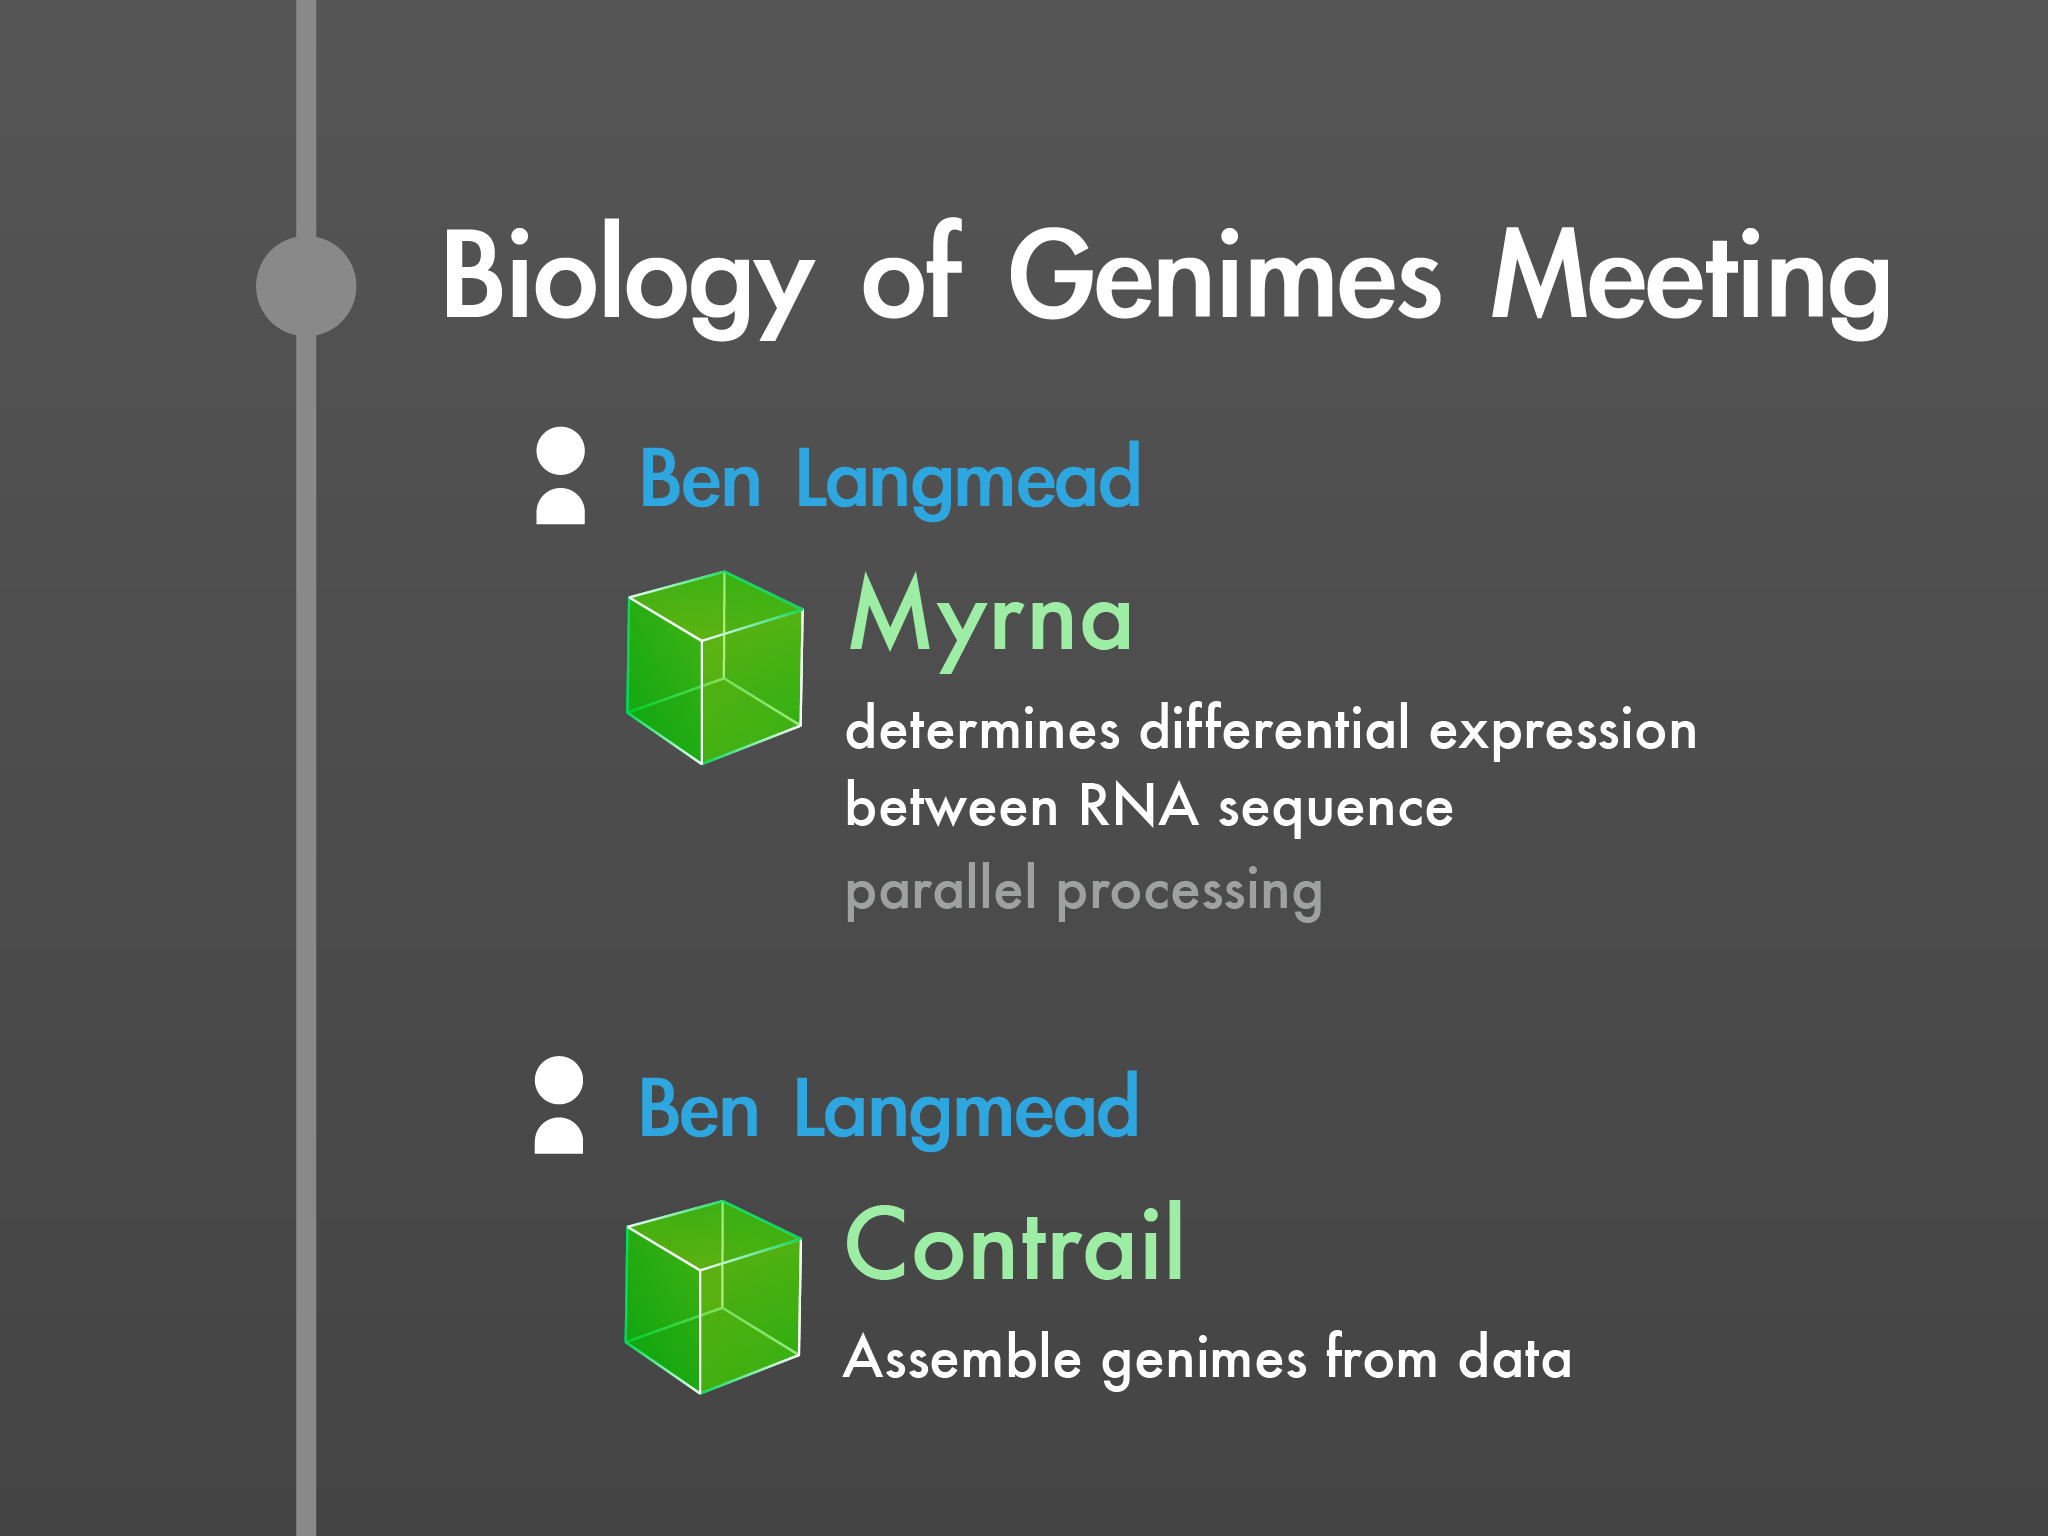 Biology of Genimes Meeting
Ben Langmead
Myrna
determines differential expression
between RNA sequence
parallel processing
Ben Langmead
Contrail
Assemble genimes from data